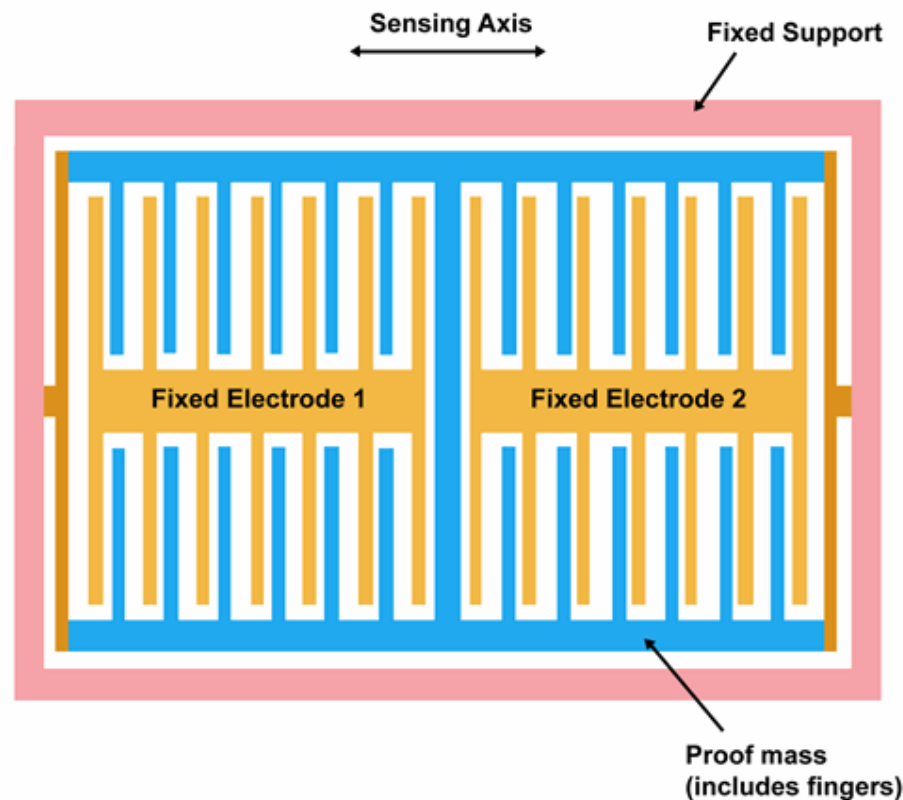 Sensing Axis
Fixed Support
Fixed Electrode 1
Fixed Electrode 2
Proof mass
(includes fingers)